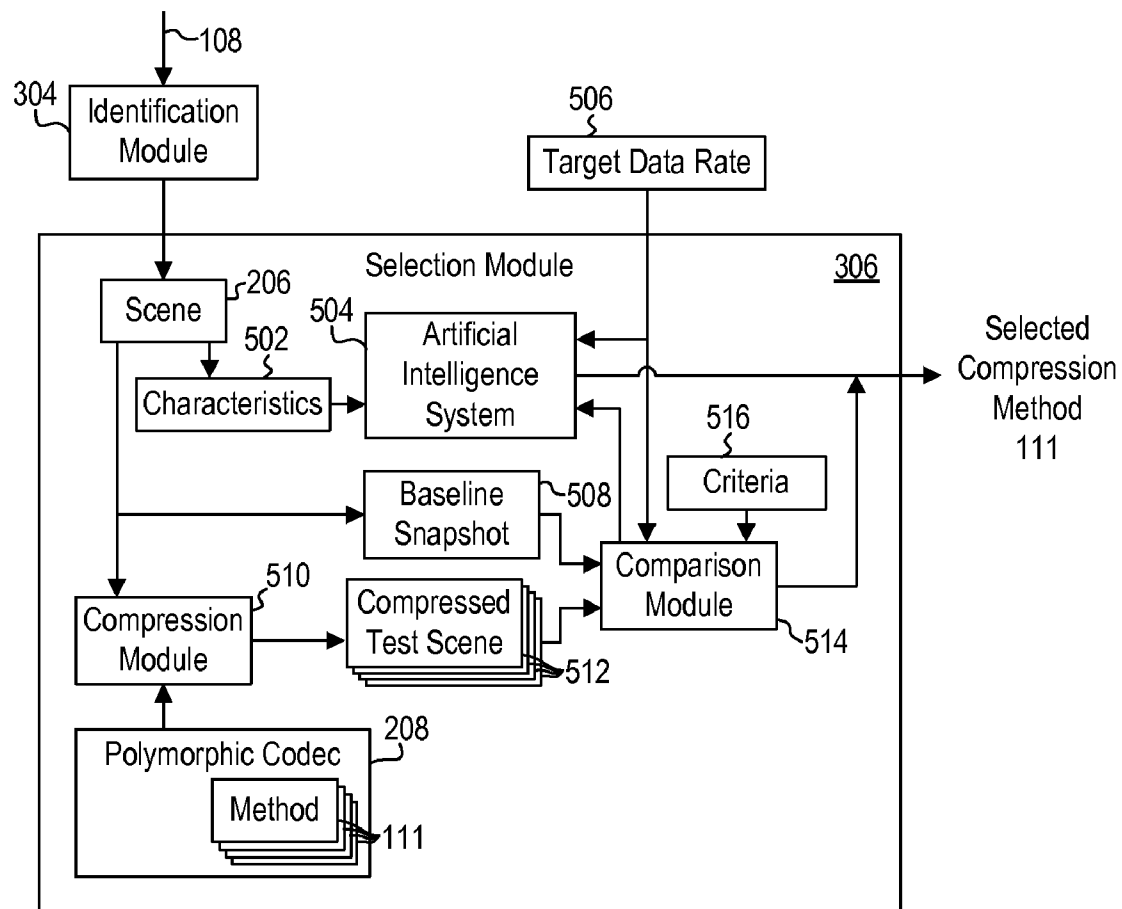 108
304
Identification
Module
506
Target Data Rate
Selection Module
306
206
Scene
504
502
Characteristics
Artificial
Intelligence
System
Selected
Compression
Method
111
516
Criteria
Baseline
Snapshot
508
510
Compression
Module
Compressed
Test Scene
512
Comparison
Module
514
208
Polymorphic Codec
Method
111